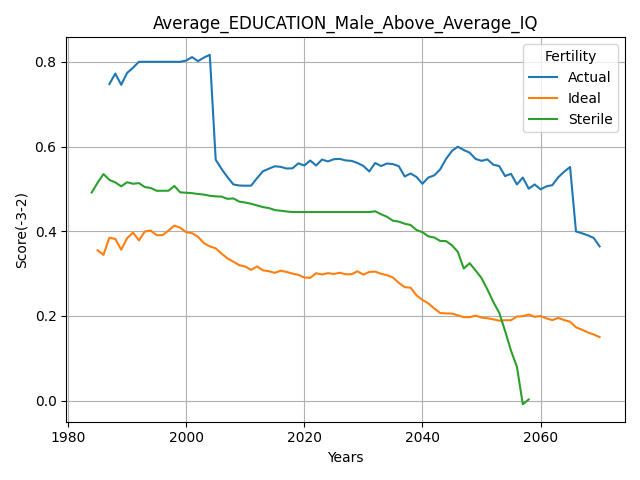 Average_EDUCATION_Male_Above_Average_IQ
Fertility
Actual
Ideal
Sterile
Score(-3-2)
0.8
0.6
0.4
0.2
0.0
1980
2000
2020
2040
2060
Years